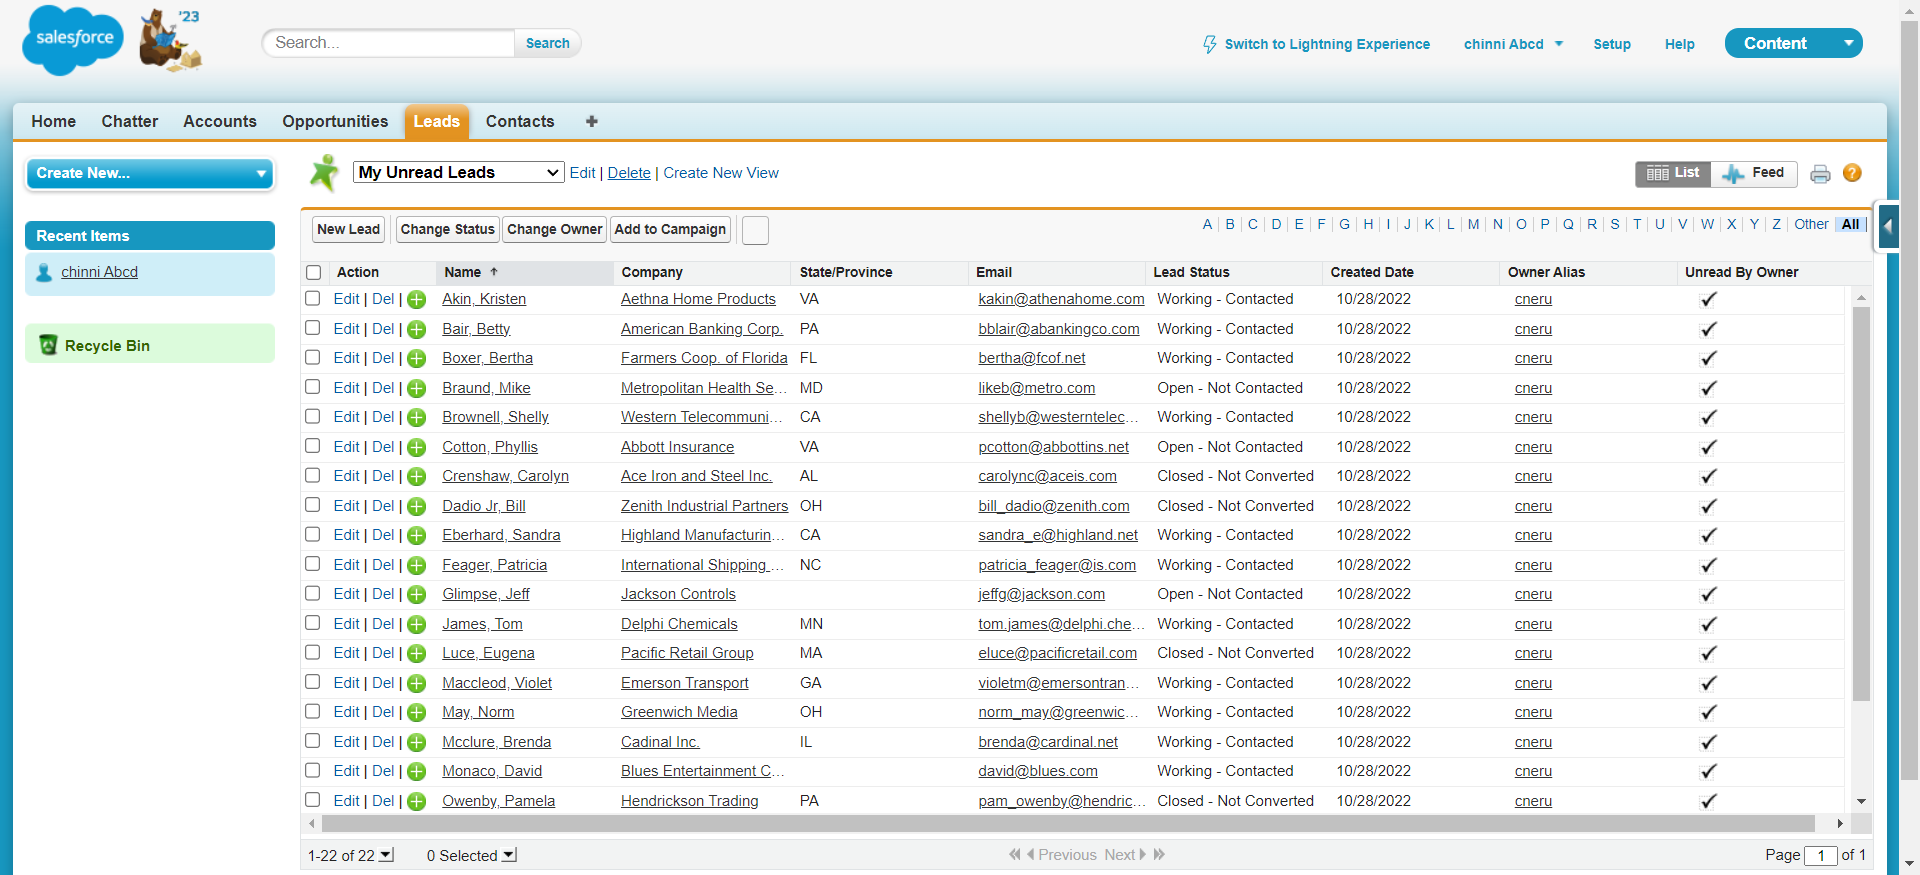 salesforce '23 Search... Search Switch to Lightning Experience chinni Abcd Setup Help Content
Home Chatter Accounts Opportunities Leads Contacts
Create New...
Recent Items
chinni Abcd
Recycle Bin
My Unread Leads Edit | Delete | Create New View List Feed
New Lead Change Status Change Owner Add to Campaign A B C D E F G H I J K L M N O P Q R S T U V W X Y Z Other All
Action Name Company State/Province Email Lead Status Created Date Owner Alias Unread By Owner
Edit | Del | Akin, Kristen Aethna Home Products VA kakin@athenahome.com Working - Contacted 10/28/2022 cneru
Edit | Del | Bair, Betty American Banking Corp. PA bblair@abankingco.com Working - Contacted 10/28/2022 cneru
Edit | Del | Boxer, Bertha Farmers Coop. of Florida FL bertha@fcof.net Working - Contacted 10/28/2022 cneru
Edit | Del | Braund, Mike Metropolitan Health Se... MD likeb@metro.com Open - Not Contacted 10/28/2022 cneru
Edit | Del | Brownell, Shelly Western Telecommuni... CA shellyb@westerntelec... Working - Contacted 10/28/2022 cneru
Edit | Del | Cotton, Phyllis Abbott Insurance VA pcotton@abbottins.net Open - Not Contacted 10/28/2022 cneru
Edit | Del | Crenshaw, Carolyn Ace Iron and Steel Inc. AL carolync@aceis.com Closed - Not Converted 10/28/2022 cneru
Edit | Del | Dadio Jr, Bill Zenith Industrial Partners OH bill_dadio@zenith.com Closed - Not Converted 10/28/2022 cneru
Edit | Del | Eberhard, Sandra Highland Manufacturin... CA sandra_e@highland.net Working - Contacted 10/28/2022 cneru
Edit | Del | Feager, Patricia International Shipping ... NC patricia_feager@is.com Working - Contacted 10/28/2022 cneru
Edit | Del | Glimpse, Jeff Jackson Controls jeffg@jackson.com Open - Not Contacted 10/28/2022 cneru
Edit | Del | James, Tom Delphi Chemicals MN tom.james@delphi.che... Working - Contacted 10/28/2022 cneru
Edit | Del | Luce, Eugena Pacific Retail Group MA eluce@pacificretail.com Closed - Not Converted 10/28/2022 cneru
Edit | Del | Maccleod, Violet Emerson Transport GA violetm@emersontran... Working - Contacted 10/28/2022 cneru
Edit | Del | May, Norm Greenwich Media OH norm_may@greenwic... Working - Contacted 10/28/2022 cneru
Edit | Del | Mcclure, Brenda Cadinal Inc. IL brenda@cardinal.net Working - Contacted 10/28/2022 cneru
Edit | Del | Monaco, David Blues Entertainment C... david@blues.com Working - Contacted 10/28/2022 cneru
Edit | Del | Owenby, Pamela Hendrickson Trading PA pam_owenby@hendric... Closed - Not Converted 10/28/2022 cneru
1-22 of 22 0 Selected Previous Next Page 1 of 1